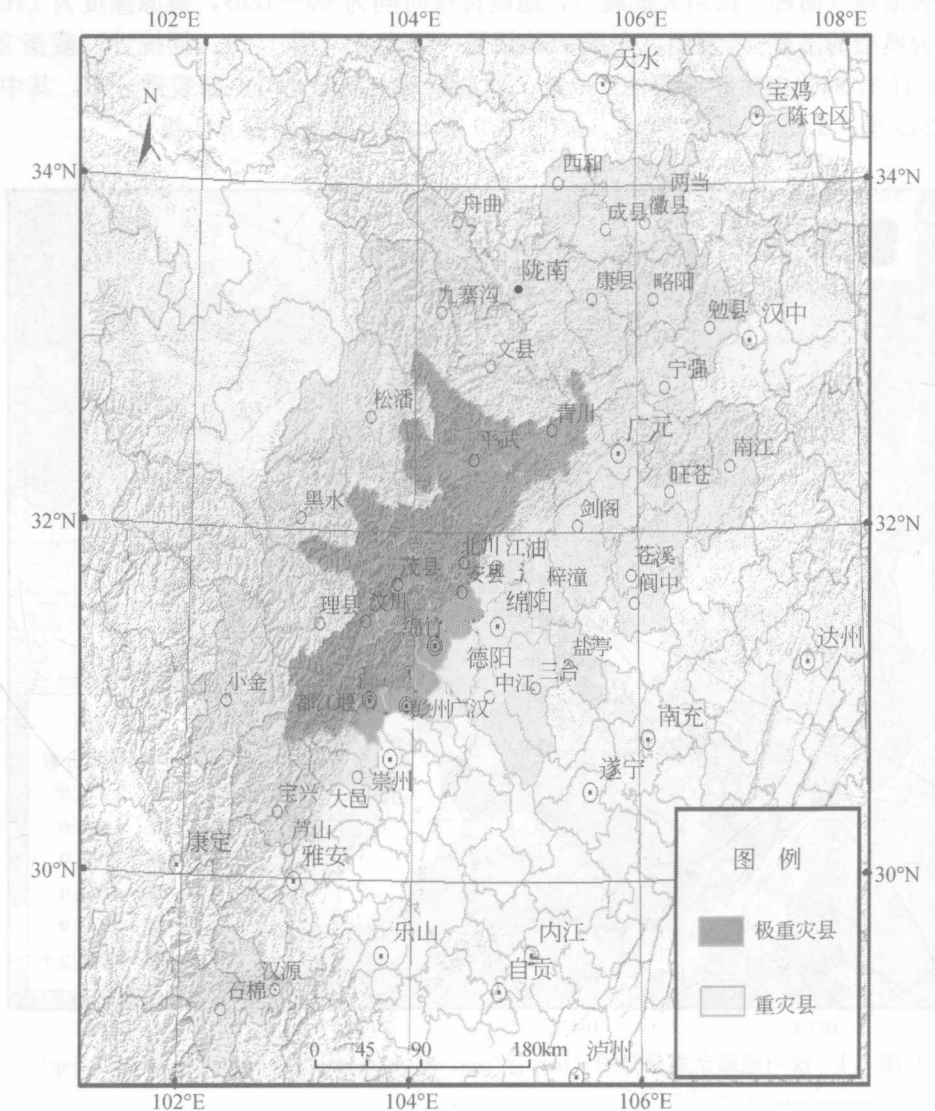 102°E 104°E 106°E 108°E
天水
宝鸡
陈仓区
N
34°N 34°N
西和
两当
舟曲
成县
徽县
陇南
康县
略阳
九寨沟
勉县
汉中
文县
宁强
松潘
青川
广元
平武
南江
旺苍
黑水
剑阁
32°N 32°N
北川
江油
苍溪
茂县
安县
梓潼
阆中
理县
汶川
绵阳
绵竹
达州
德阳
盐亭
三台
小金
中江
都江堰
彭州
广汉
南充
遂宁
崇州
大邑
宝兴
芦山
康定
雅安
30°N 30°N
图 例
极重灾县
重灾县
乐山
内江
自贡
汉源
石棉
0 45 90 180km
泸州
102°E 104°E 106°E